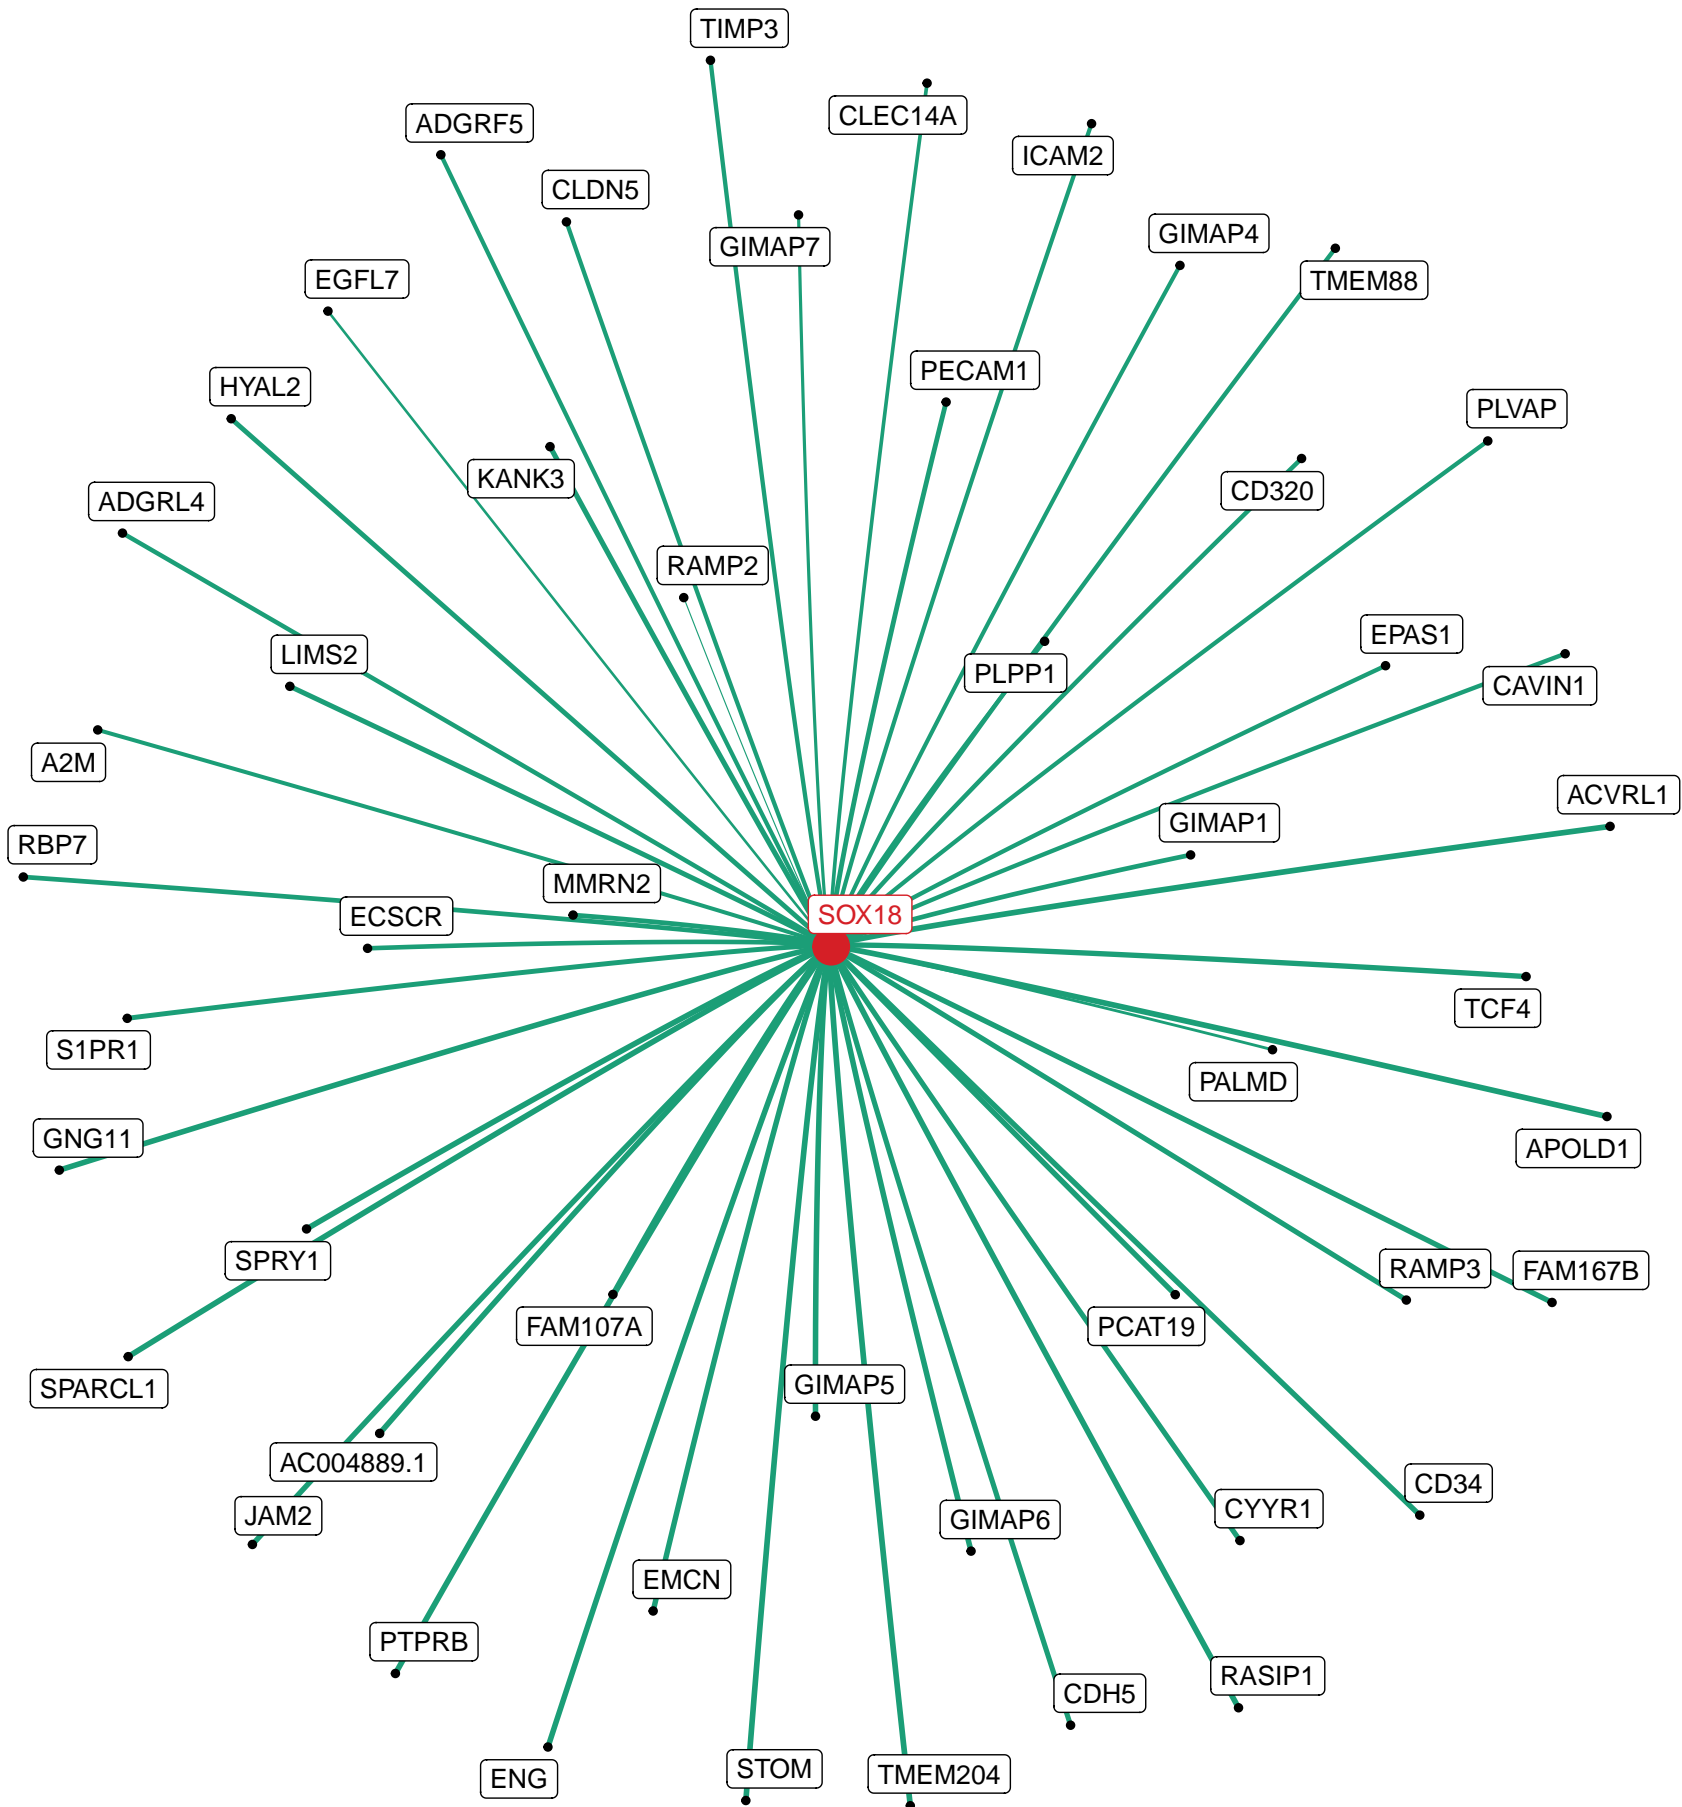 TIMP3
CLEC14A
ADGRF5
ICAM2
CLDN5
GIMAP4
GIMAP7
EGFL7
TMEM88
PECAM1
HYAL2
PLVAP
KANK3
CD320
ADGRL4
RAMP2
EPAS1
LIMS2
PLPP1
CAVIN1
A2M
ACVRL1
GIMAP1
RBP7
MMRN2
SOX18
ECSCR
TCF4
S1PR1
PALMD
GNG11
APOLD1
SPRY1
RAMP3
FAM167B
FAM107A
PCAT19
GIMAP5
SPARCL1
AC004889.1
CD34
CYYR1
JAM2
GIMAP6
EMCN
PTPRB
RASIP1
CDH5
STOM
TMEM204
ENG